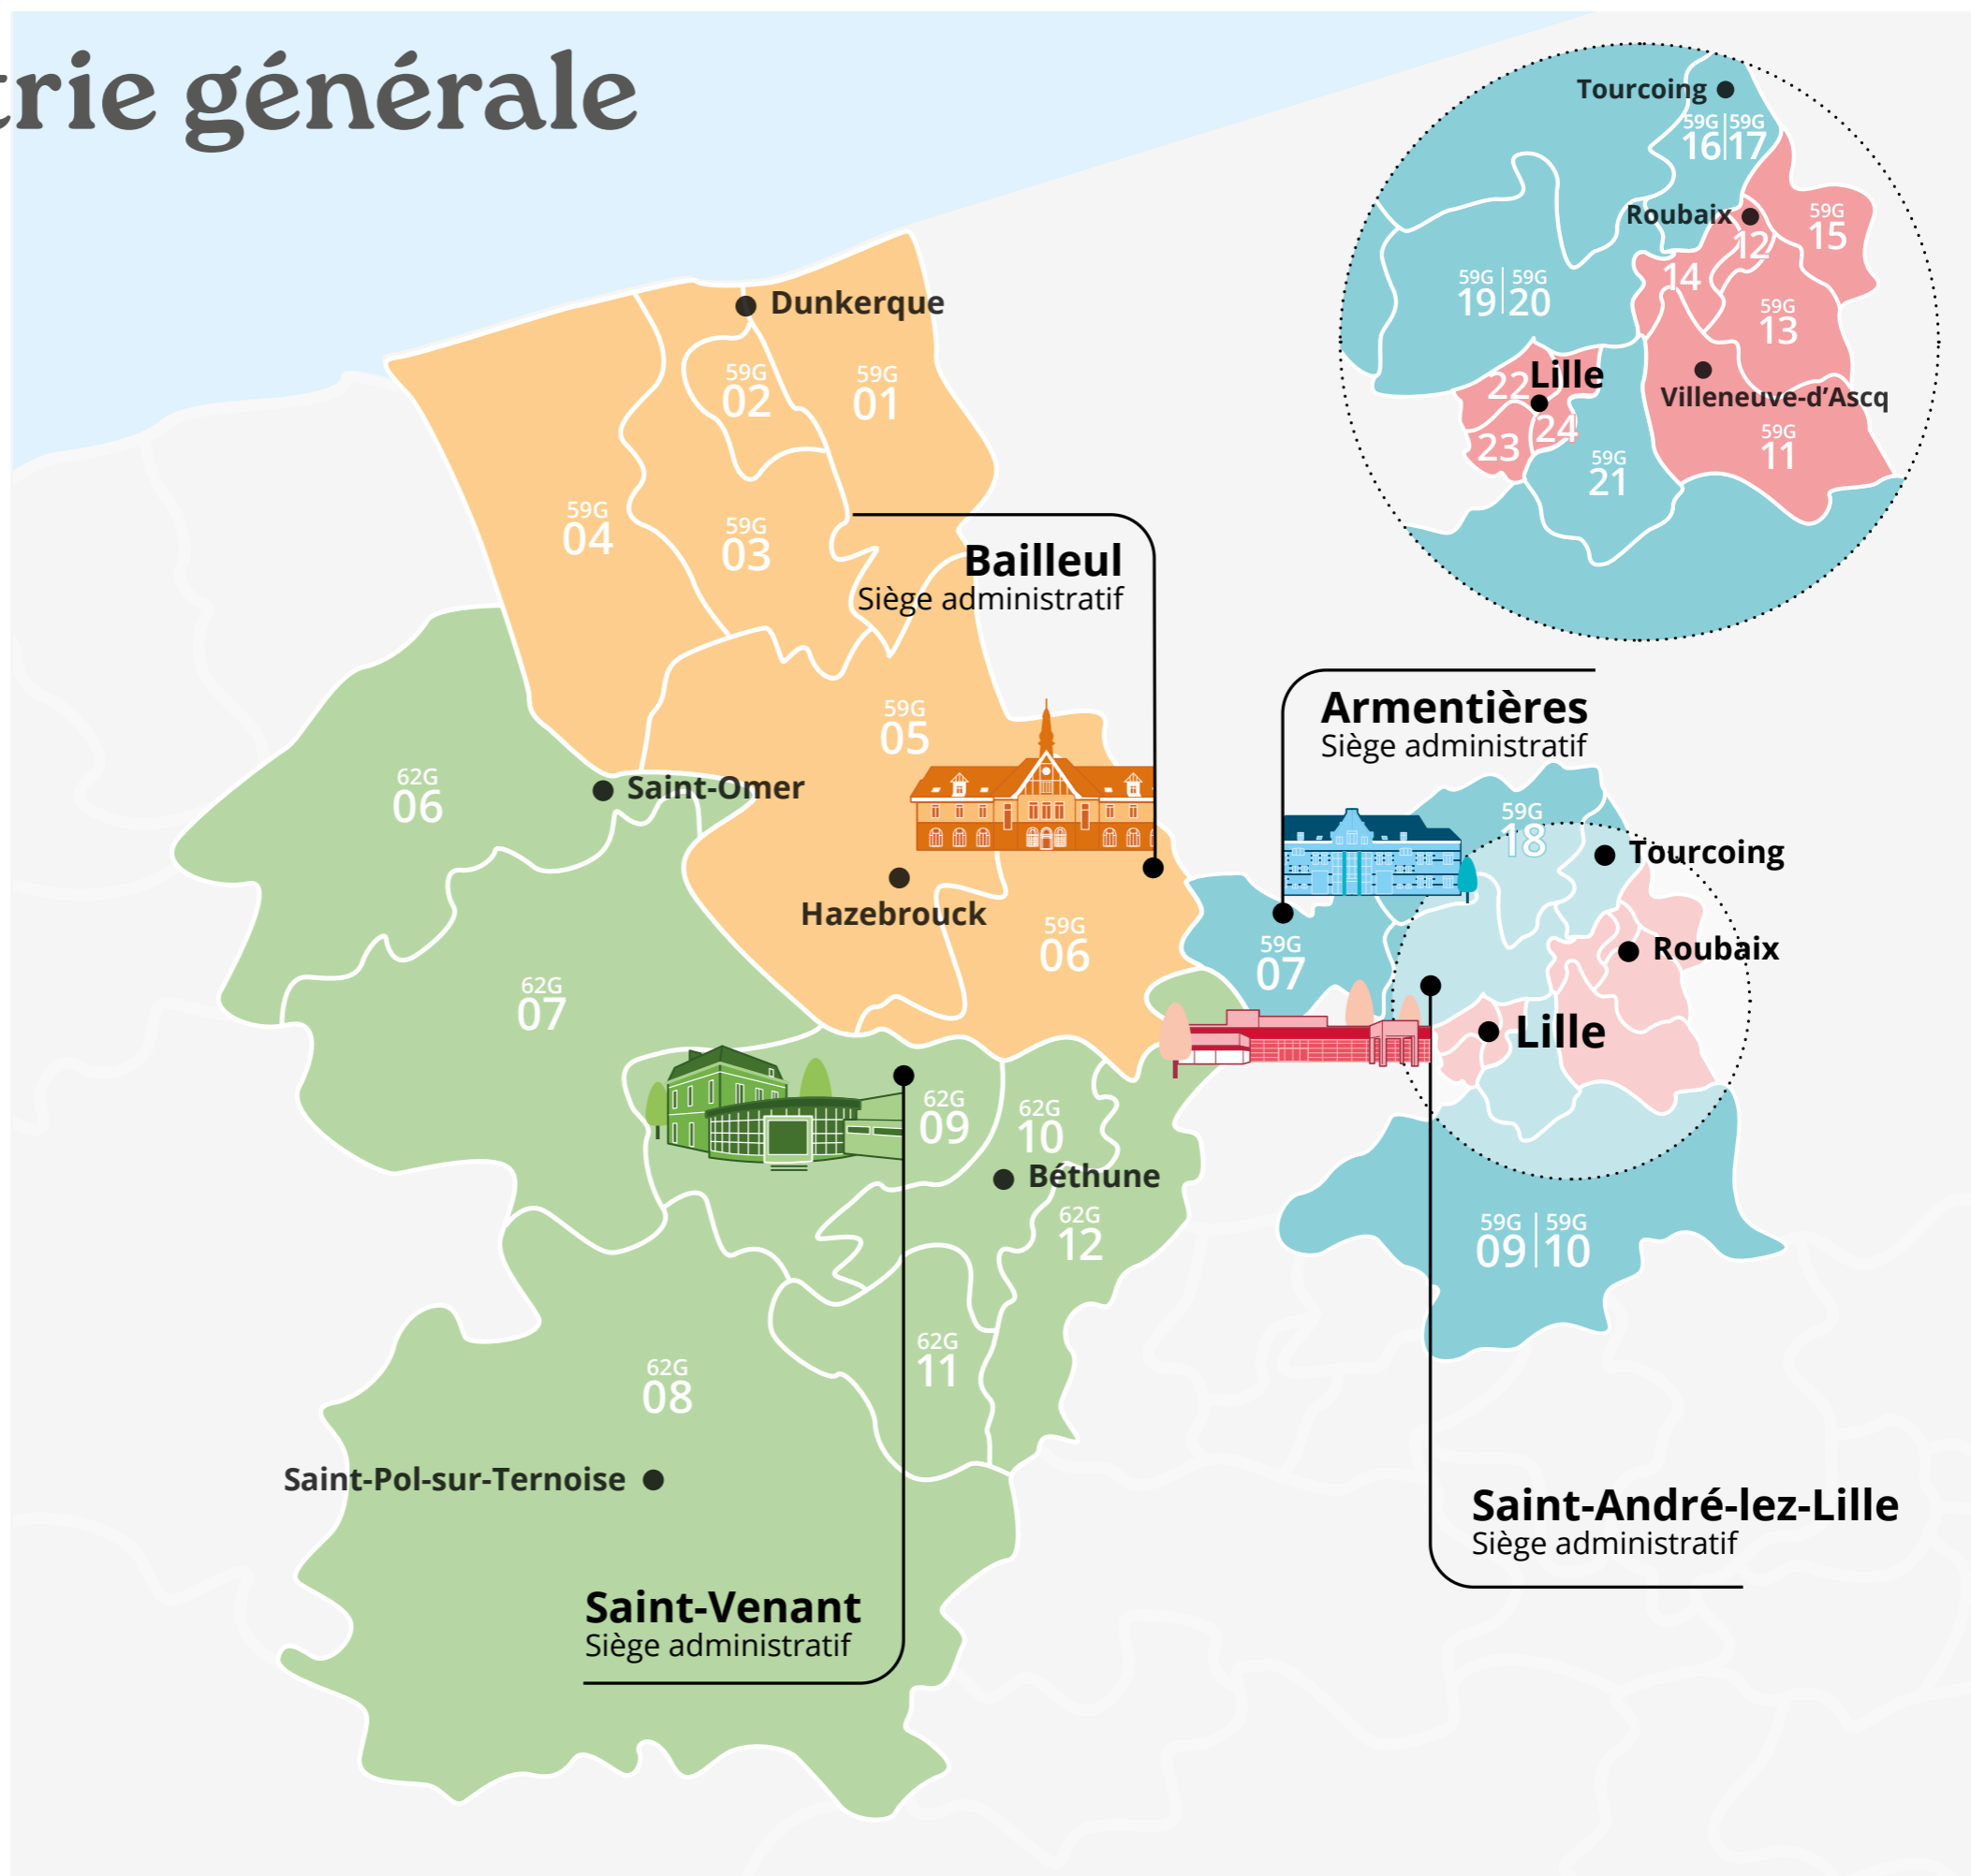 rie générale
Tourcoing
59G 59G
16 17
Roubaix
59G
15
12
14
59G 59G
19 20
59G
13
Lille
22
Villeneuve-d’Ascq
24
23
59G
11
59G
21
Dunkerque
59G
02
59G
01
59G
04
59G
03
Bailleul
Siège administratif
Armentières
Siège administratif
59G
05
62G
06
Saint-Omer
59G
18
Tourcoing
Hazebrouck
59G
06
59G
07
Roubaix
62G
07
Lille
62G
09
62G
10
Béthune
62G
12
59G 59G
09 10
62G
11
62G
08
Saint-Pol-sur-Ternoise
Saint-André-lez-Lille
Siège administratif
Saint-Venant
Siège administratif